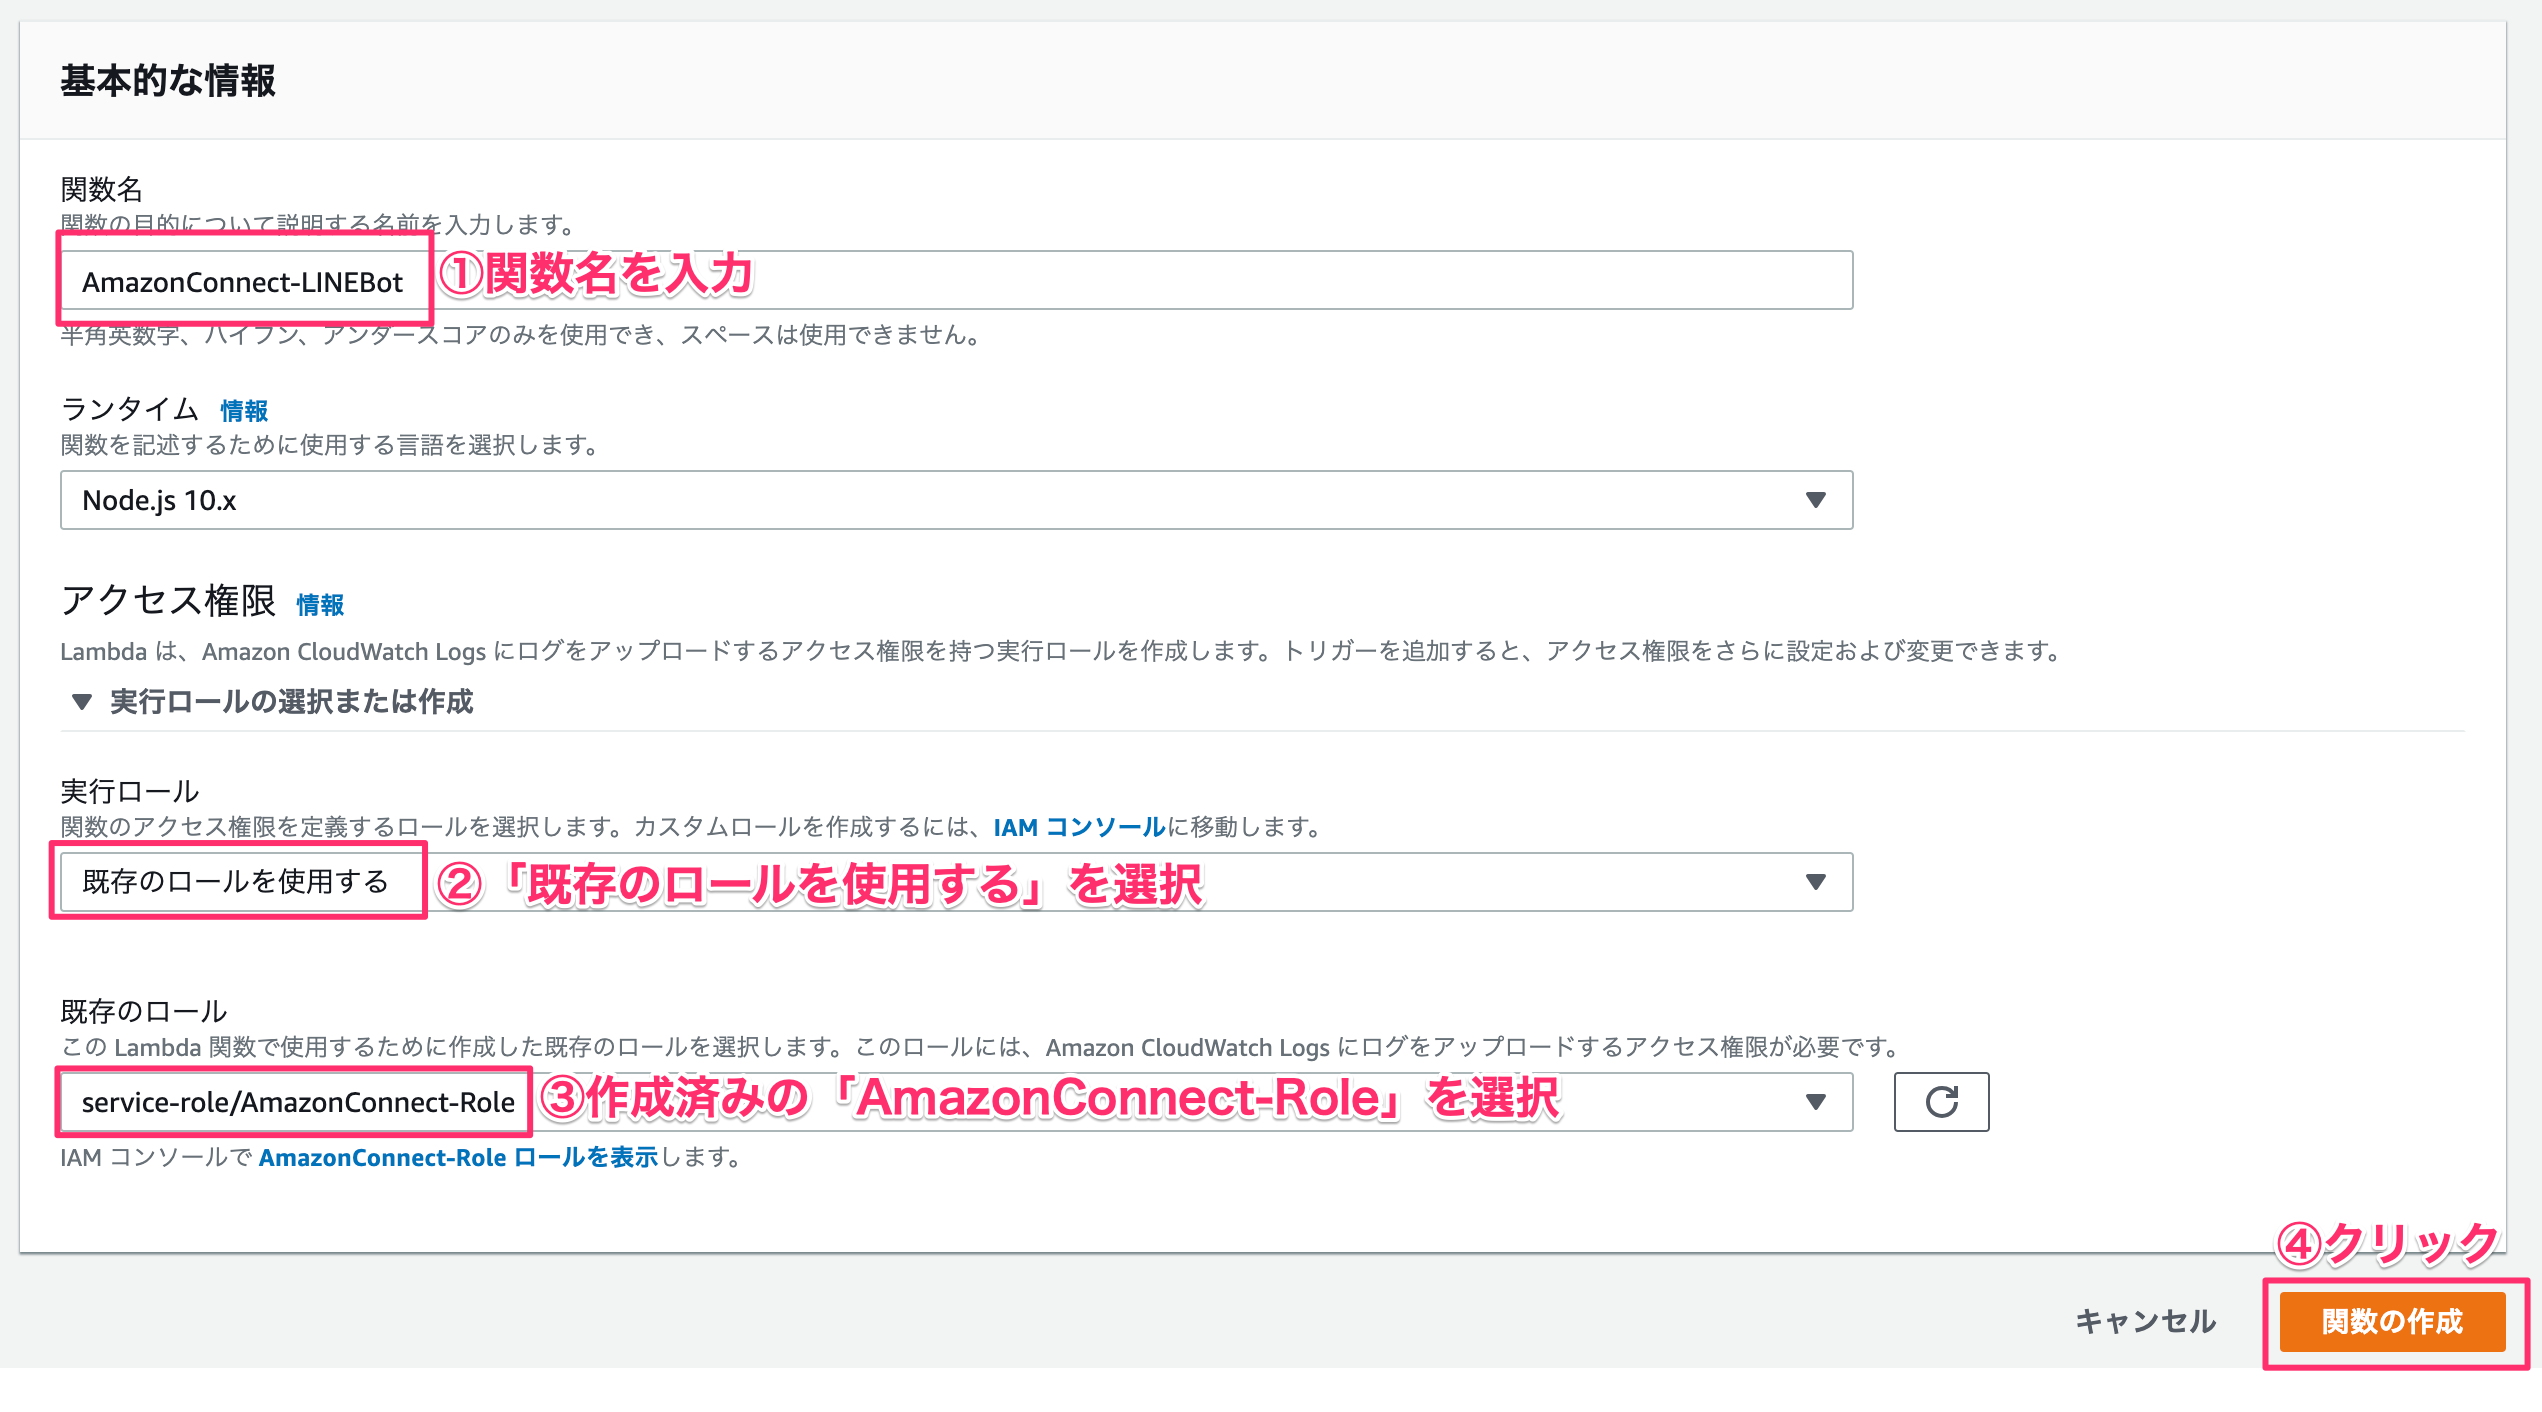 基本的な情報
関数名
関数の目的について説明する名前を入力します。
AmazonConnect-LINEBot
①関数名を入力
半角英数字、ハイフン、アンダースコアのみを使用でき、スペースは使用できません。
ランタイム 情報
関数を記述するために使用する言語を選択します。
Node.js 10.x
アクセス権限 情報
Lambda は、Amazon CloudWatch Logs にログをアップロードするアクセス権限を持つ実行ロールを作成します。トリガーを追加すると、アクセス権限をさらに設定および変更できます。
▼ 実行ロールの選択または作成
実行ロール
関数のアクセス権限を定義するロールを選択します。カスタムロールを作成するには、IAM コンソールに移動します。
既存のロールを使用する
②「既存のロールを使用する」を選択
既存のロール
この Lambda 関数で使用するために作成した既存のロールを選択します。このロールには、Amazon CloudWatch Logs にログをアップロードするアクセス権限が必要です。
service-role/AmazonConnect-Role
③作成済みの「AmazonConnect-Role」を選択
IAM コンソールで AmazonConnect-Role ロールを表示します。
④クリック
キャンセル
関数の作成